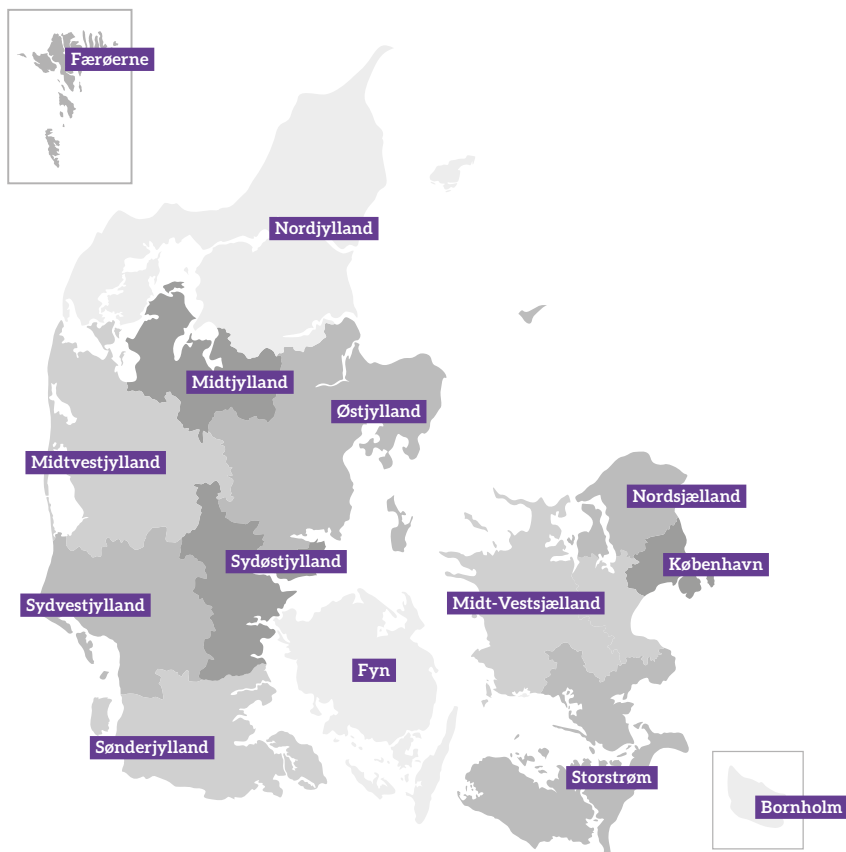 Færøerne
Nordjylland
Midtjylland
Østjylland
Midtvestjylland
Nordsjælland
Sydøstjylland
København
Sydvestjylland
Midt-Vestsjælland
Fyn
Sønderjylland
Storstrøm
Bornholm